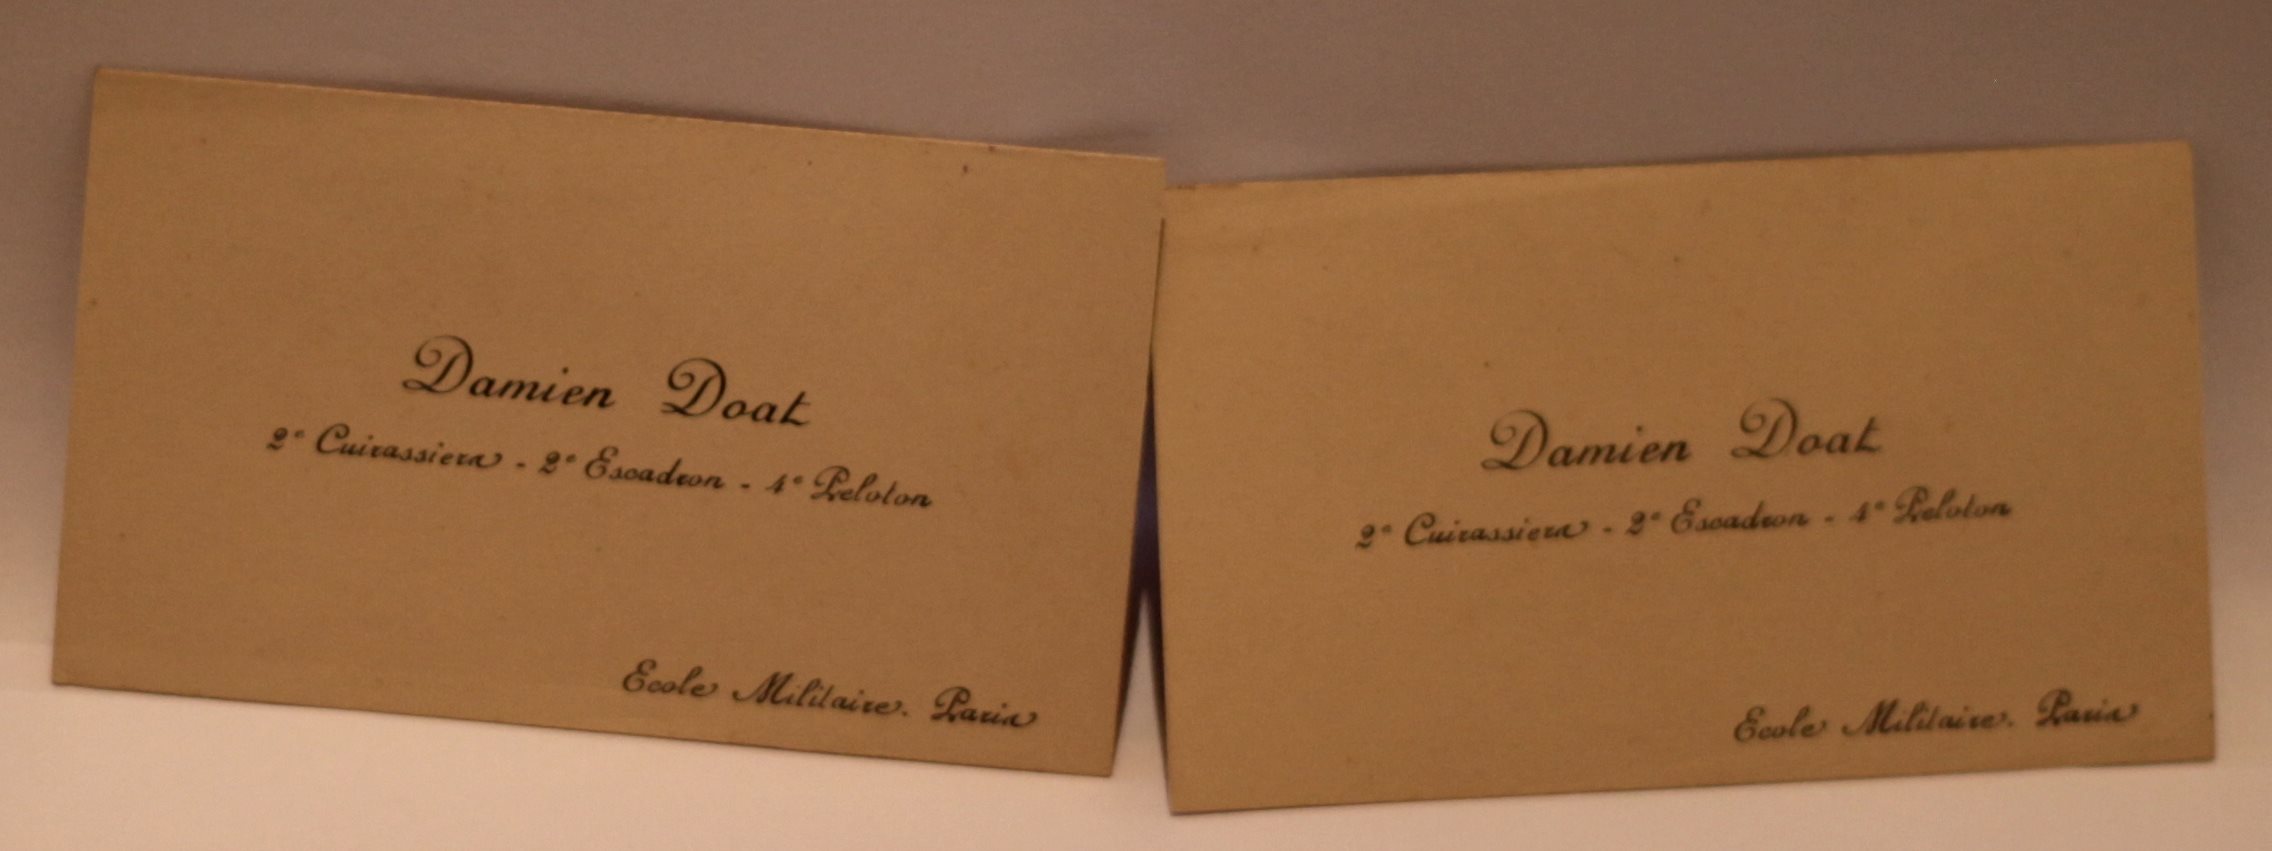 Damien Doat
2e Cuirassiers - 2e Escadron - 4e Peloton
Ecole Militaire. Paris
Damien Doat
2e Cuirassiers - 2e Escadron - 4e Peloton
Ecole Militaire. Paris